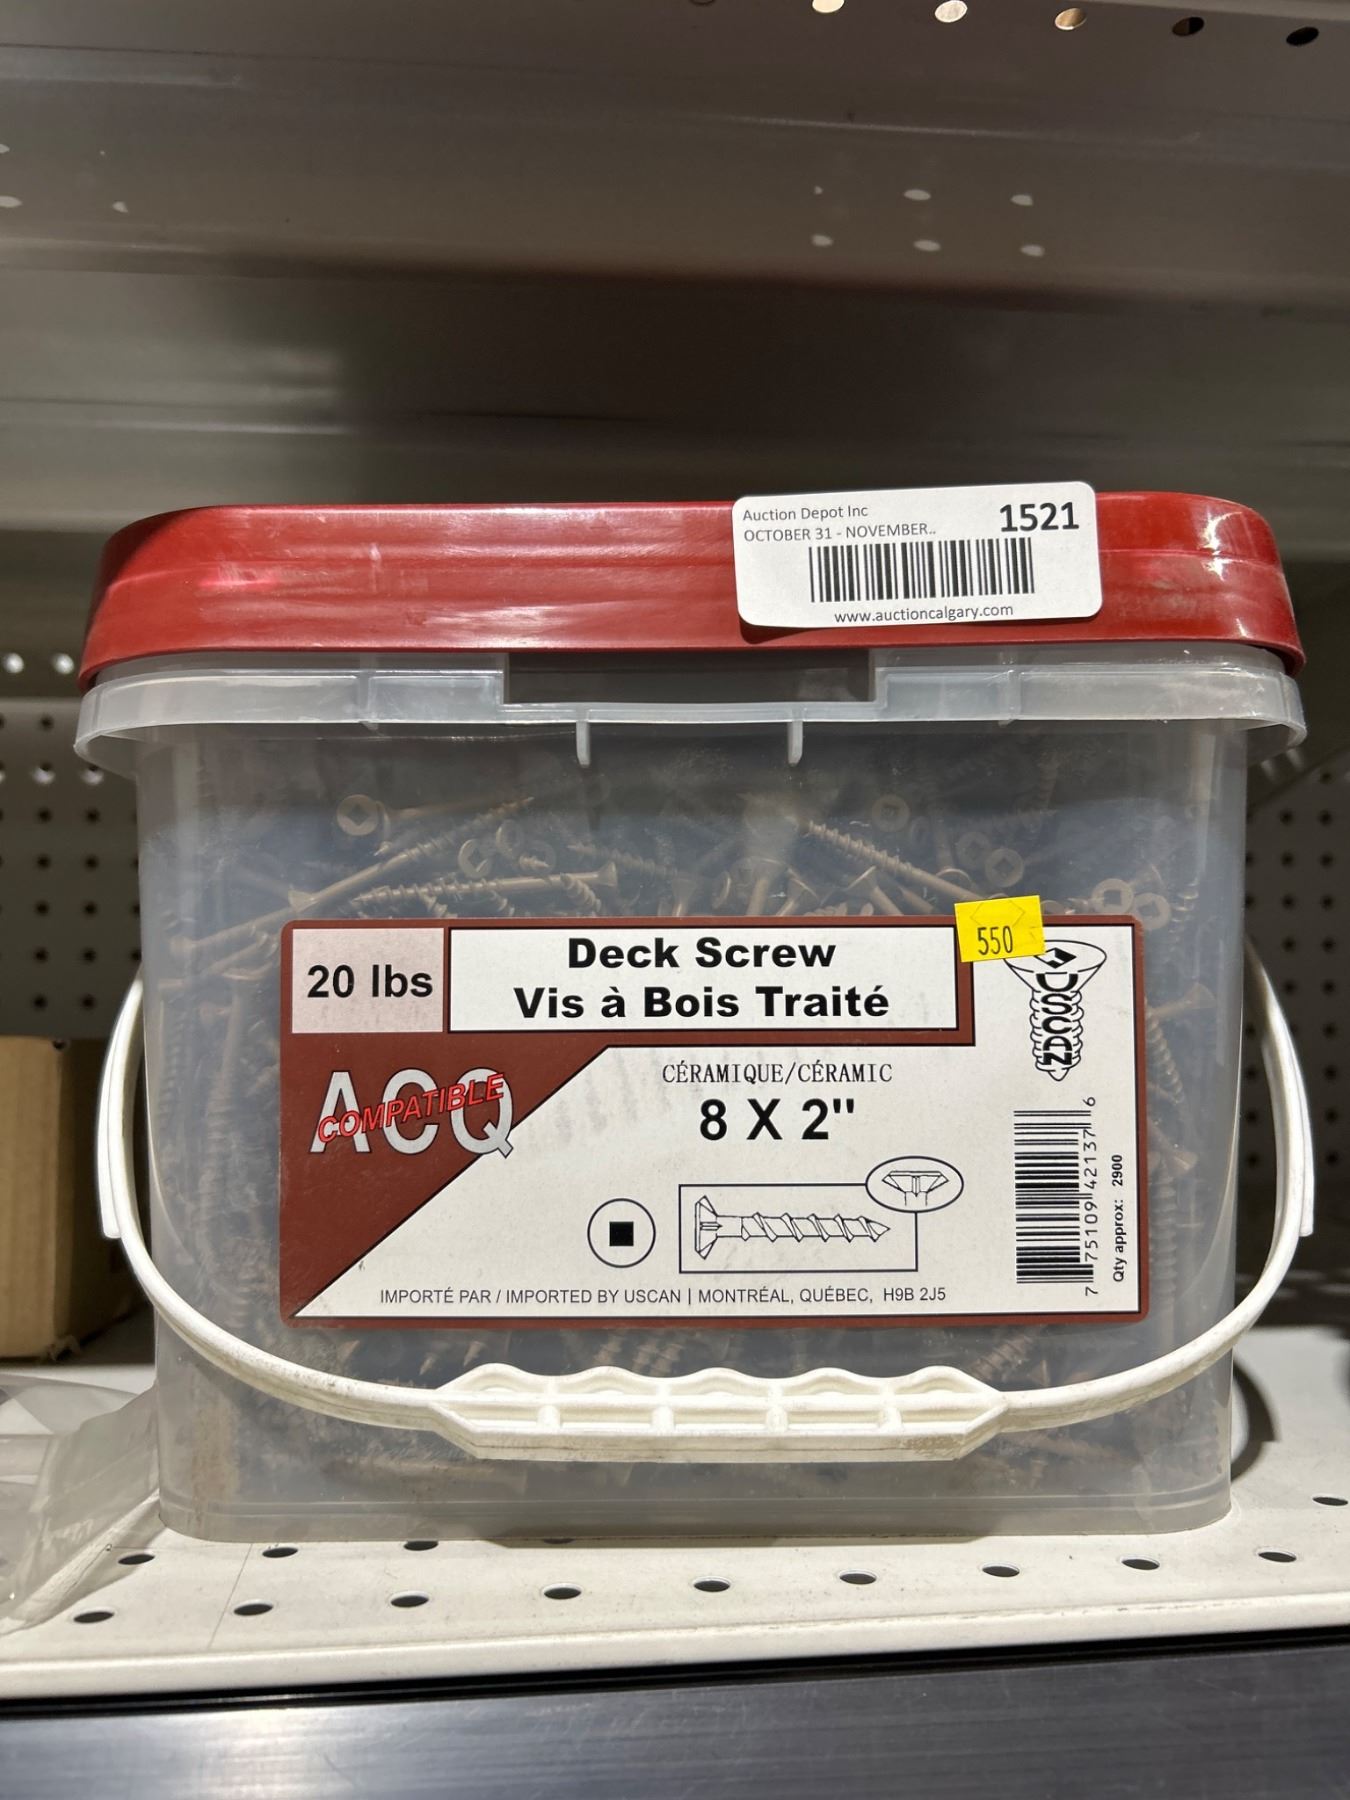 Auction Depot Inc
1521
OCTOBER 31 - NOVEMBER..
www.auctioncalgary.com
550
20 lbs
Deck Screw
Vis à Bois Traité
USCAN
ACQ
COMPATIBLE
CÉRAMIQUE/CÉRAMIC
8 X 2"
7 75109 42137 6
Qty approx: 2900
IMPORTÉ PAR / IMPORTED BY USCAN | MONTRÉAL, QUÉBEC, H9B 2J5